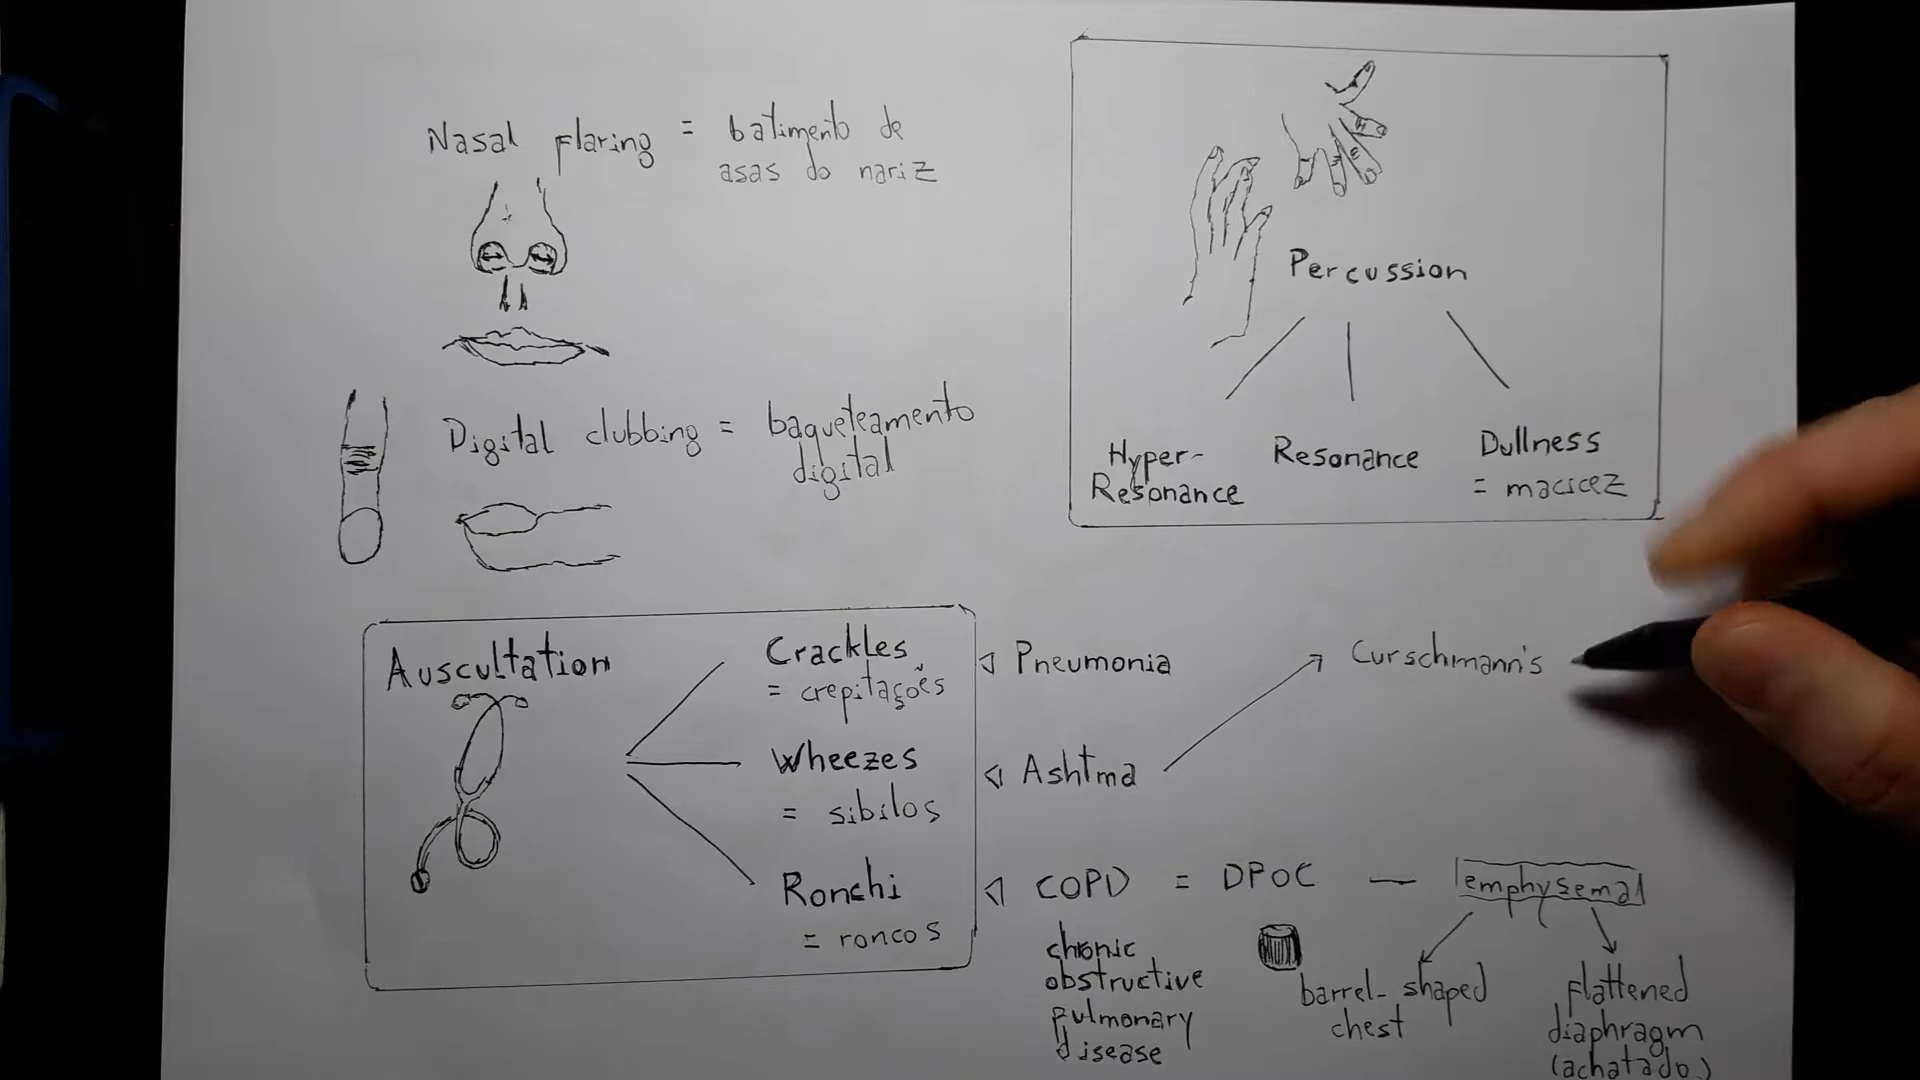 Nasal flaring = batimento de
asas do nariz
Digital clubbing = baqueteamento
digital
Percussion
Hyper-
Resonance
Resonance
Dullness
= macicez
Auscultation
Crackles
= crepitações
Wheezes
= sibilos
Ronchi
= roncos
Pneumonia
Ashtma
Curschmann's
COPD = DPOC — emphysema
chronic
obstructive
pulmonary
disease
barrel-shaped
chest
flattened
diaphragm
(achatado)